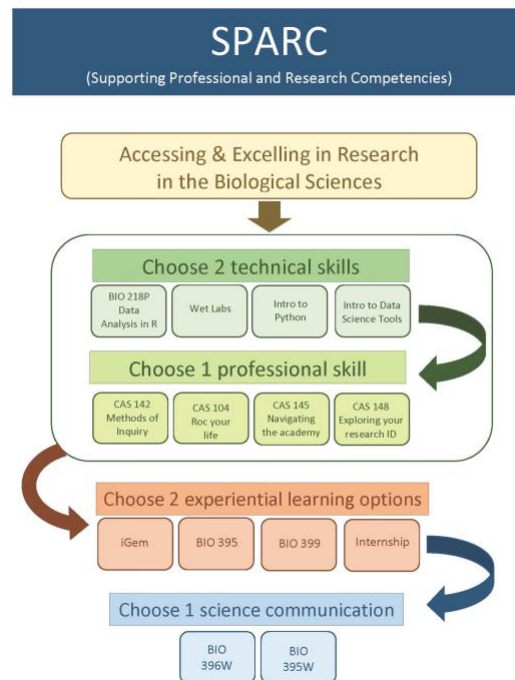 SPARC
(Supporting Professional and Research Competencies)
Accessing & Excelling in Research
in the Biological Sciences
Choose 2 technical skills
BIO 218P
Data
Analysis in R
Wet Labs
Intro to
Python
Intro to Data
Science Tools
Choose 1 professional skill
CAS 142
Methods of
Inquiry
CAS 104
Roc your
life
CAS 145
Navigating
the academy
CAS 148
Exploring your
research ID
Choose 2 experiential learning options
iGem
BIO 395
BIO 399
Internship
Choose 1 science communication
BIO
396W
BIO
395W